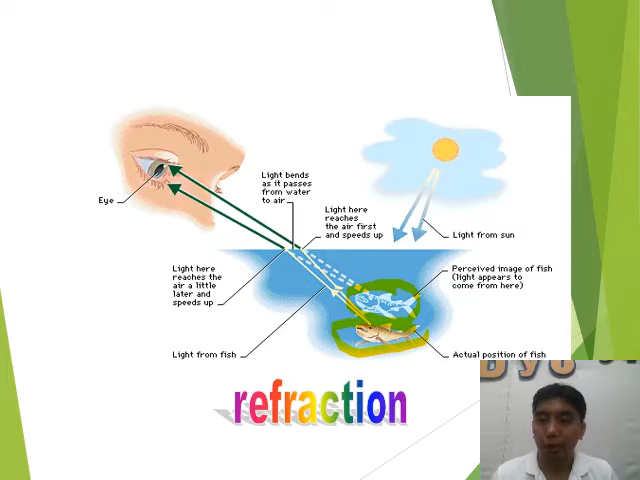 Eye
Light bends
as it passes
from water
to air
Light here
reaches
the air first
and speeds up
Light from sun
Light here
reaches the
air a little
later and
speeds up
Perceived image of fish
(light appears to
come from here)
Light from fish
Actual position of fish
refraction